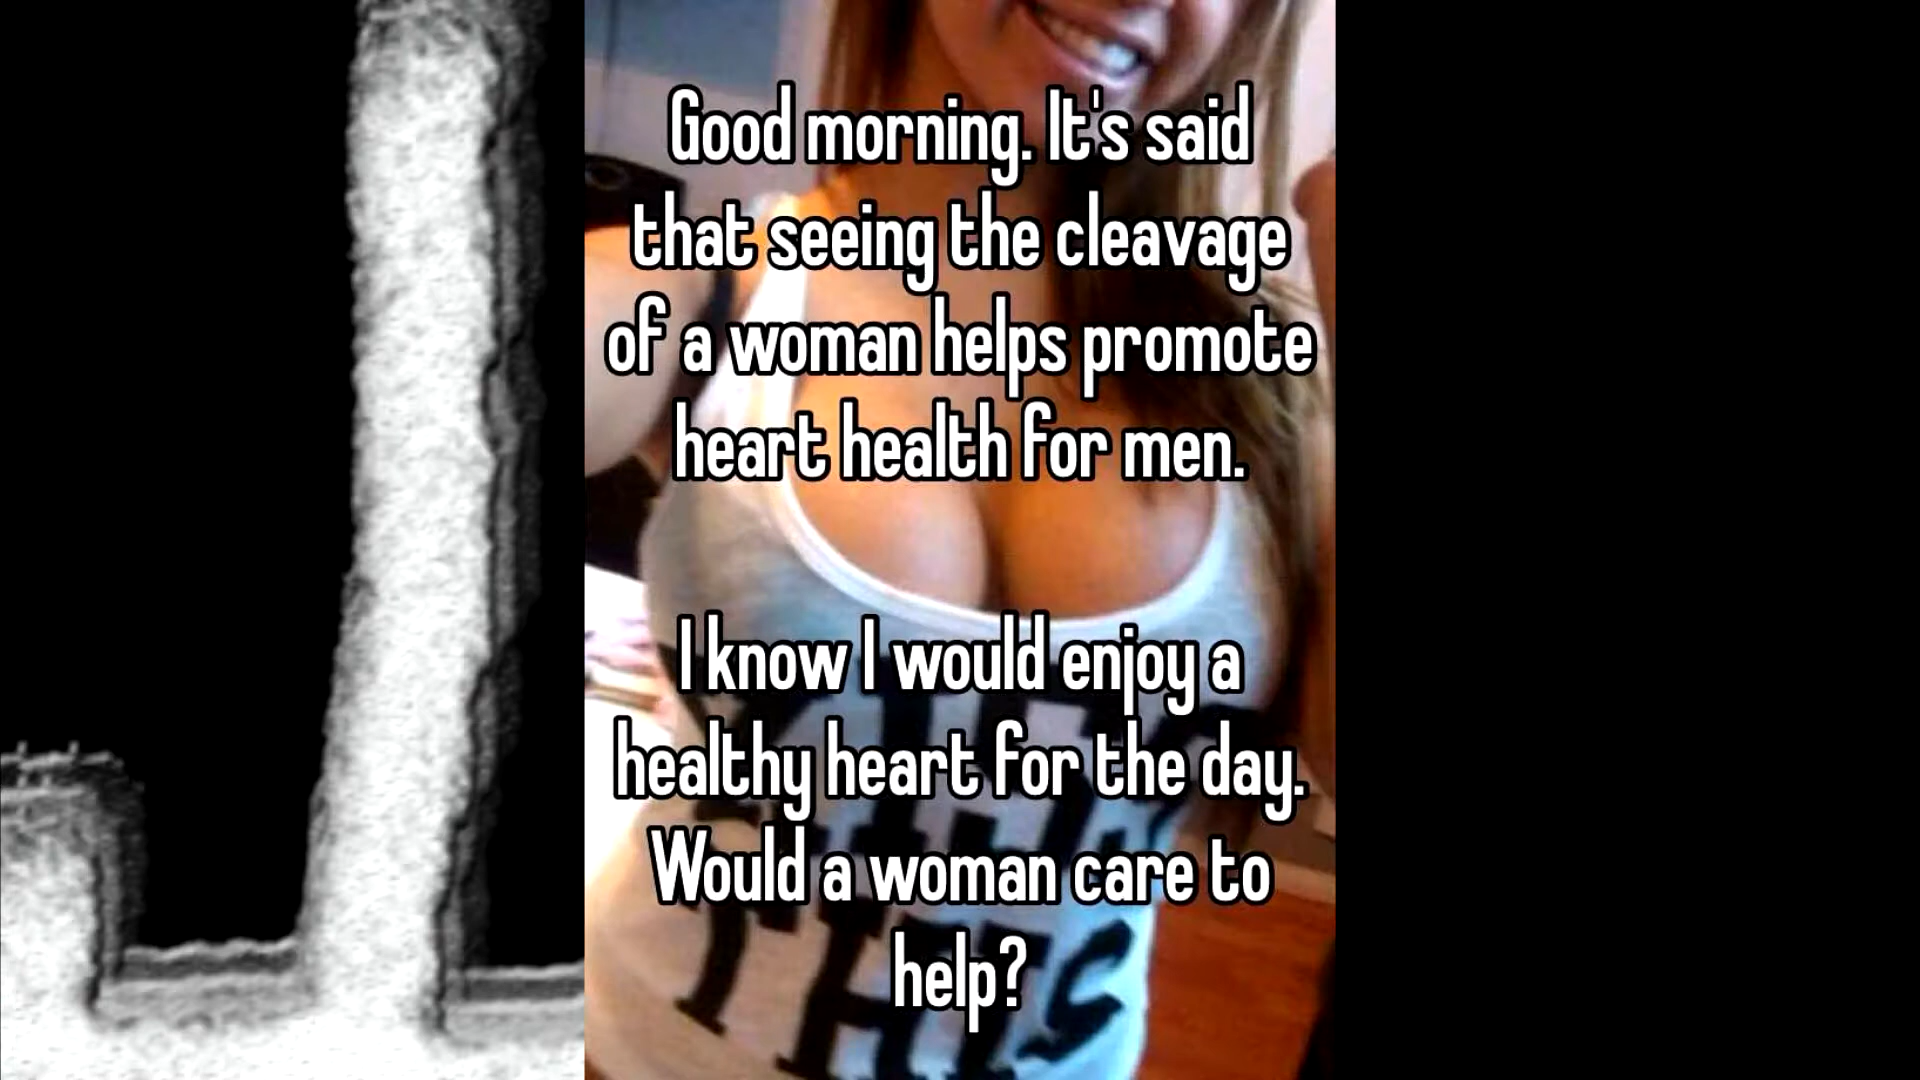 Good morning. It's said
that seeing the cleavage
of a woman helps promote
heart health for men.
I know I would enjoy a
healthy heart for the day.
Would a woman care to
help?
THIS